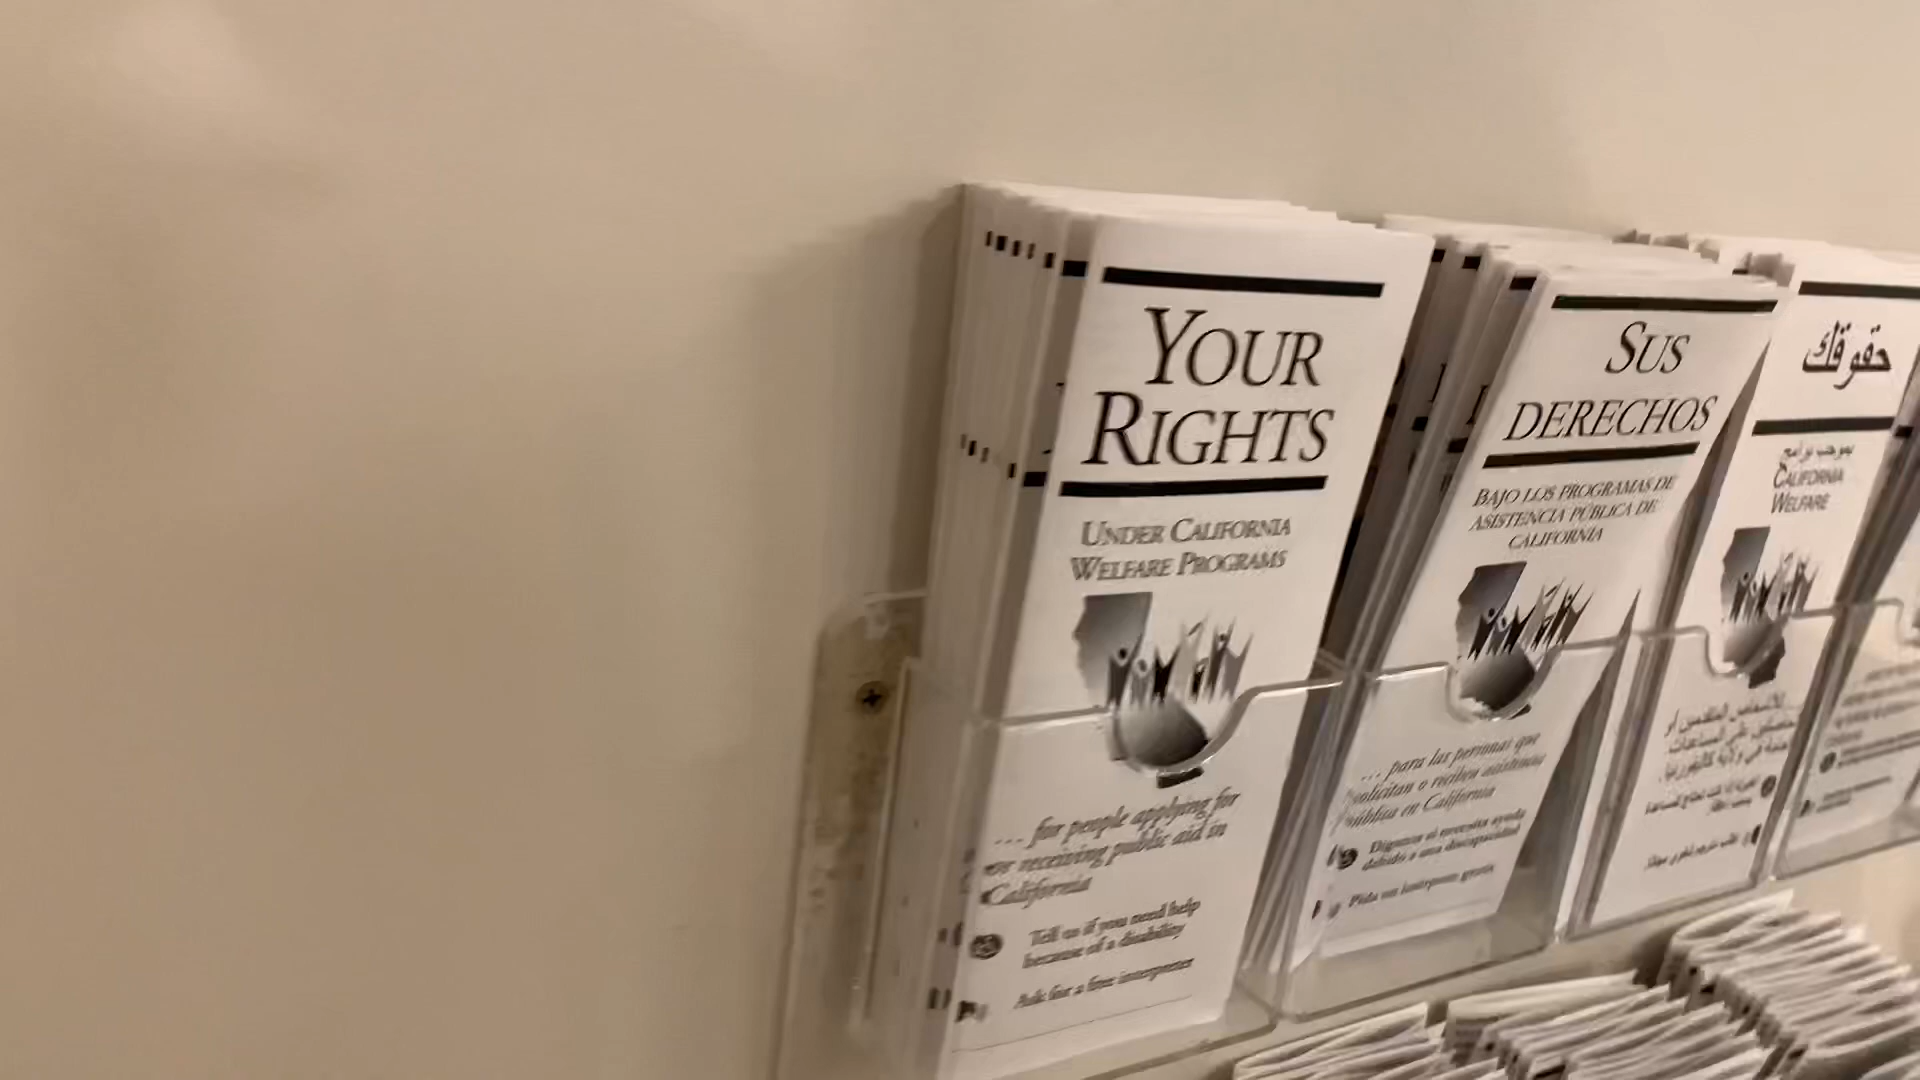 YOUR
RIGHTS
UNDER CALIFORNIA
WELFARE PROGRAMS
... for people applying for
or receiving public aid in
California
Tell us if you need help
because of a disability
Ask for a free interpreter
SUS
DERECHOS
BAJO LOS PROGRAMAS DE
ASISTENCIA PÚBLICA DE
CALIFORNIA
... para las personas que
solicitan o reciben asistencia
pública en California
Díganos si necesita ayuda
debido a una discapacidad
Pida un intérprete gratis
حقوقك
بموجب برامج
CALIFORNIA
WELFARE